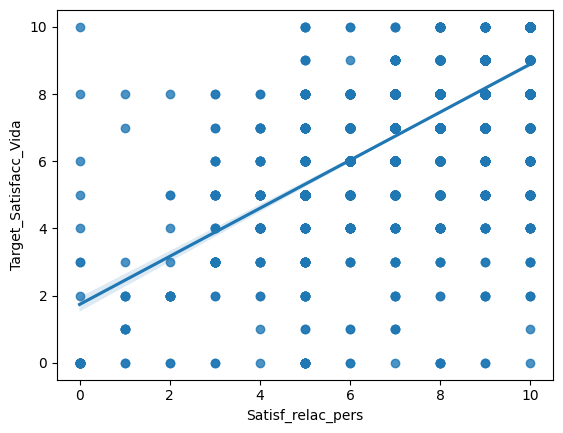 10
8
6
4
2
0
Target_Satisfacc_Vida
0 2 4 6 8 10
Satisf_relac_pers